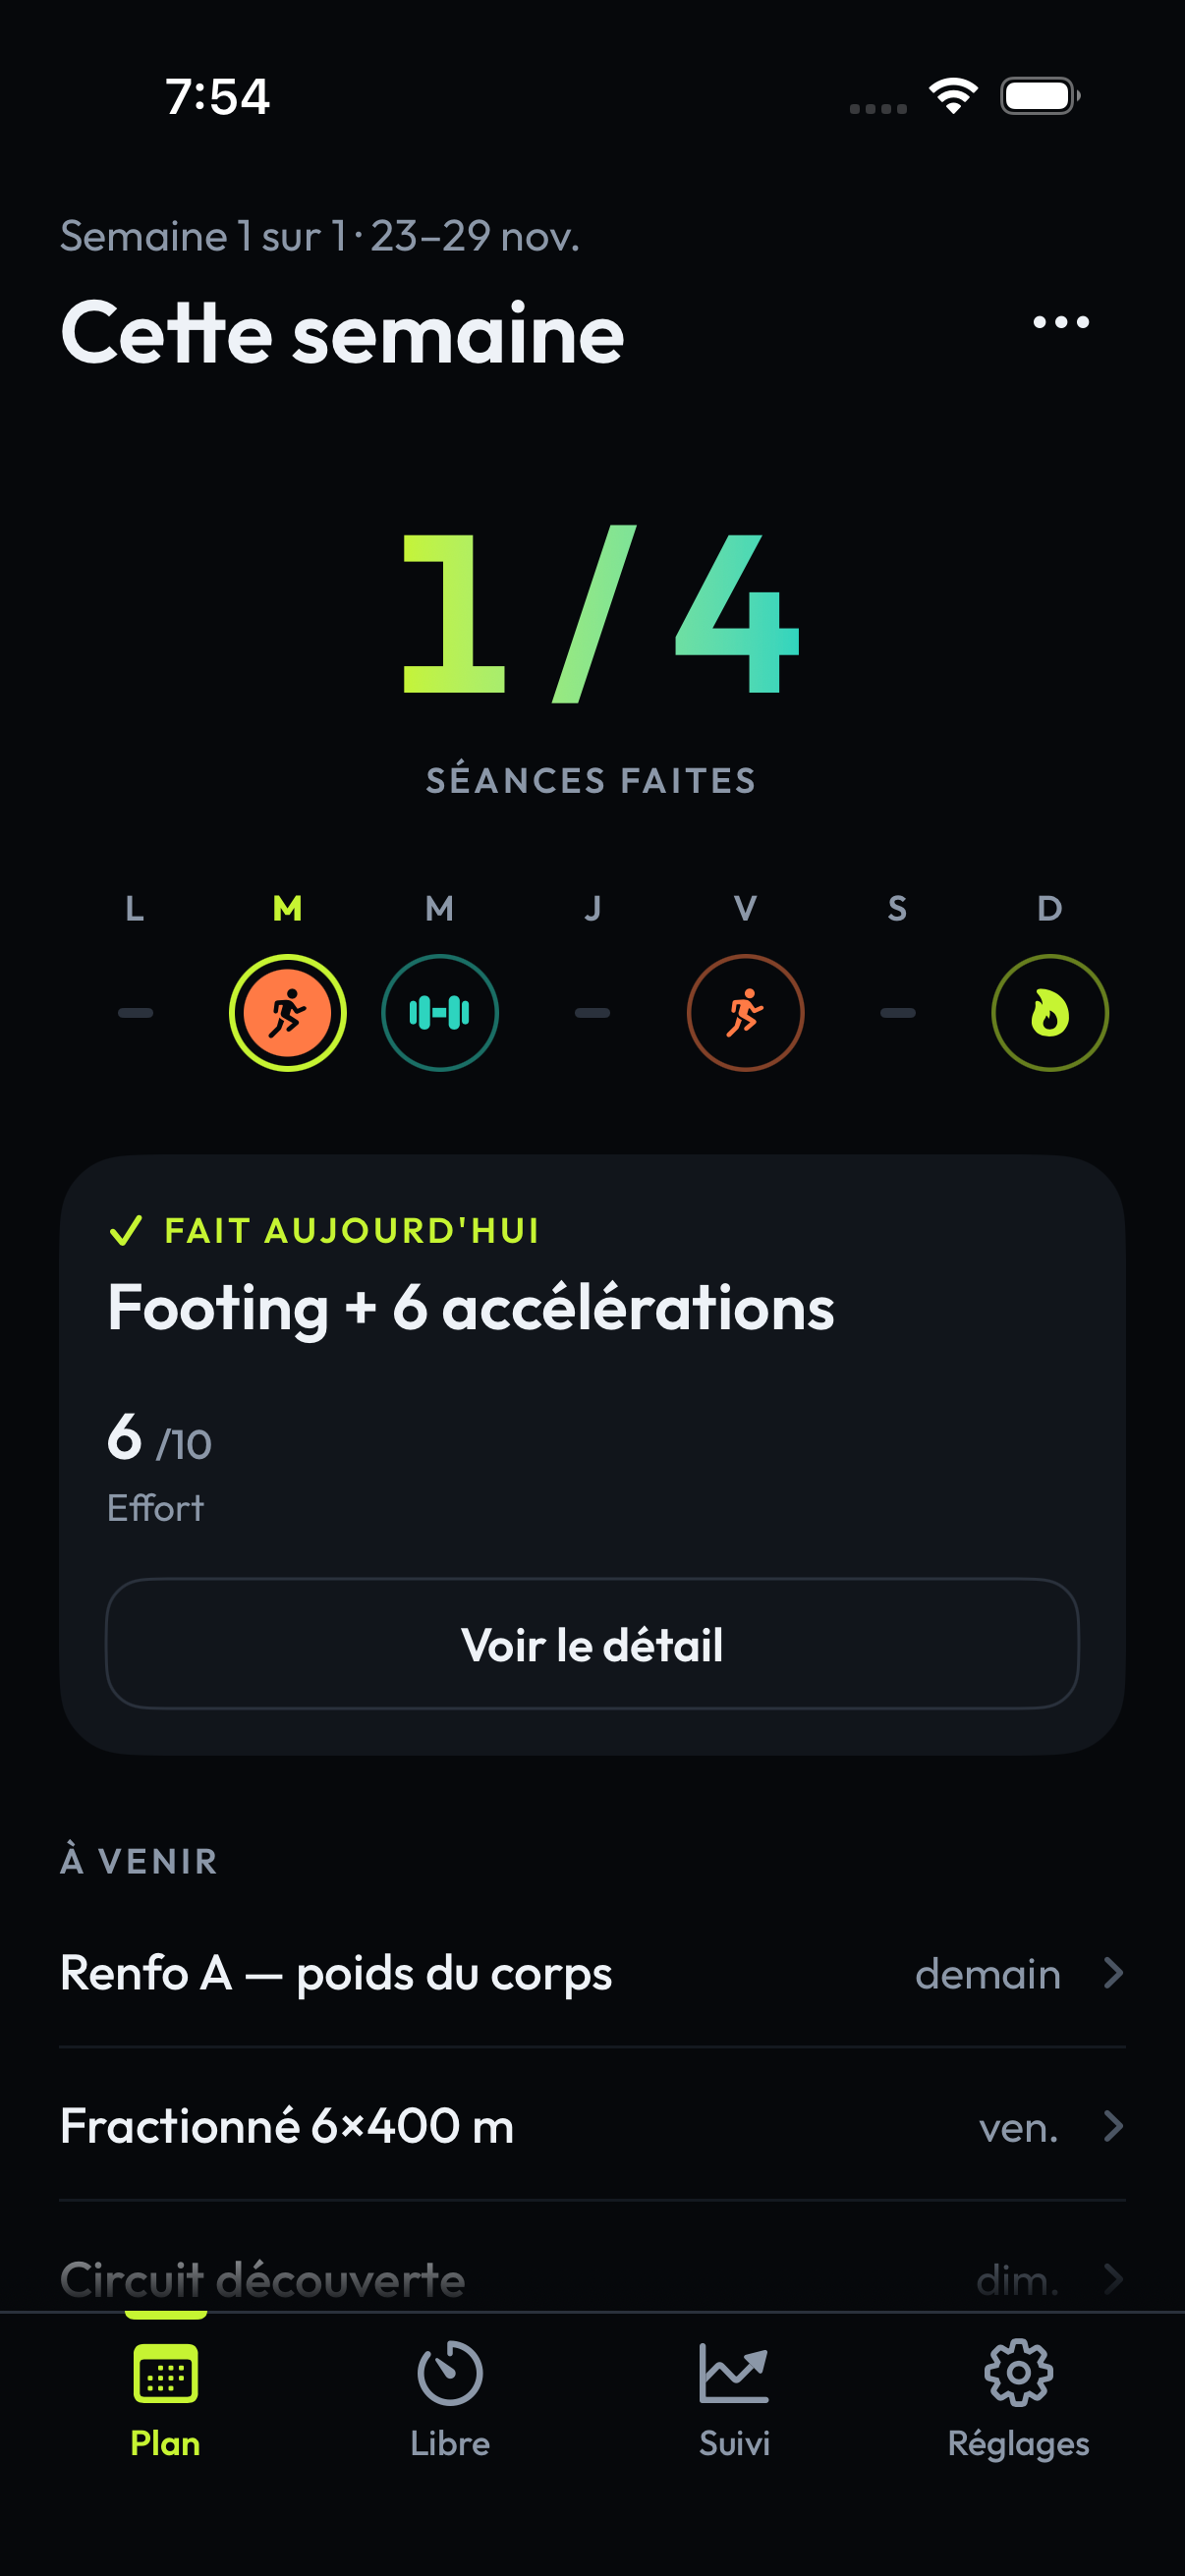 7:54
Semaine 1 sur 1 · 23–29 nov.
Cette semaine
1/4
SÉANCES FAITES
L M M J V S D
FAIT AUJOURD'HUI
Footing + 6 accélérations
6 /10
Effort
Voir le détail
À VENIR
Renfo A — poids du corps demain
Fractionné 6×400 m ven.
Circuit découverte dim.
Plan Libre Suivi Réglages